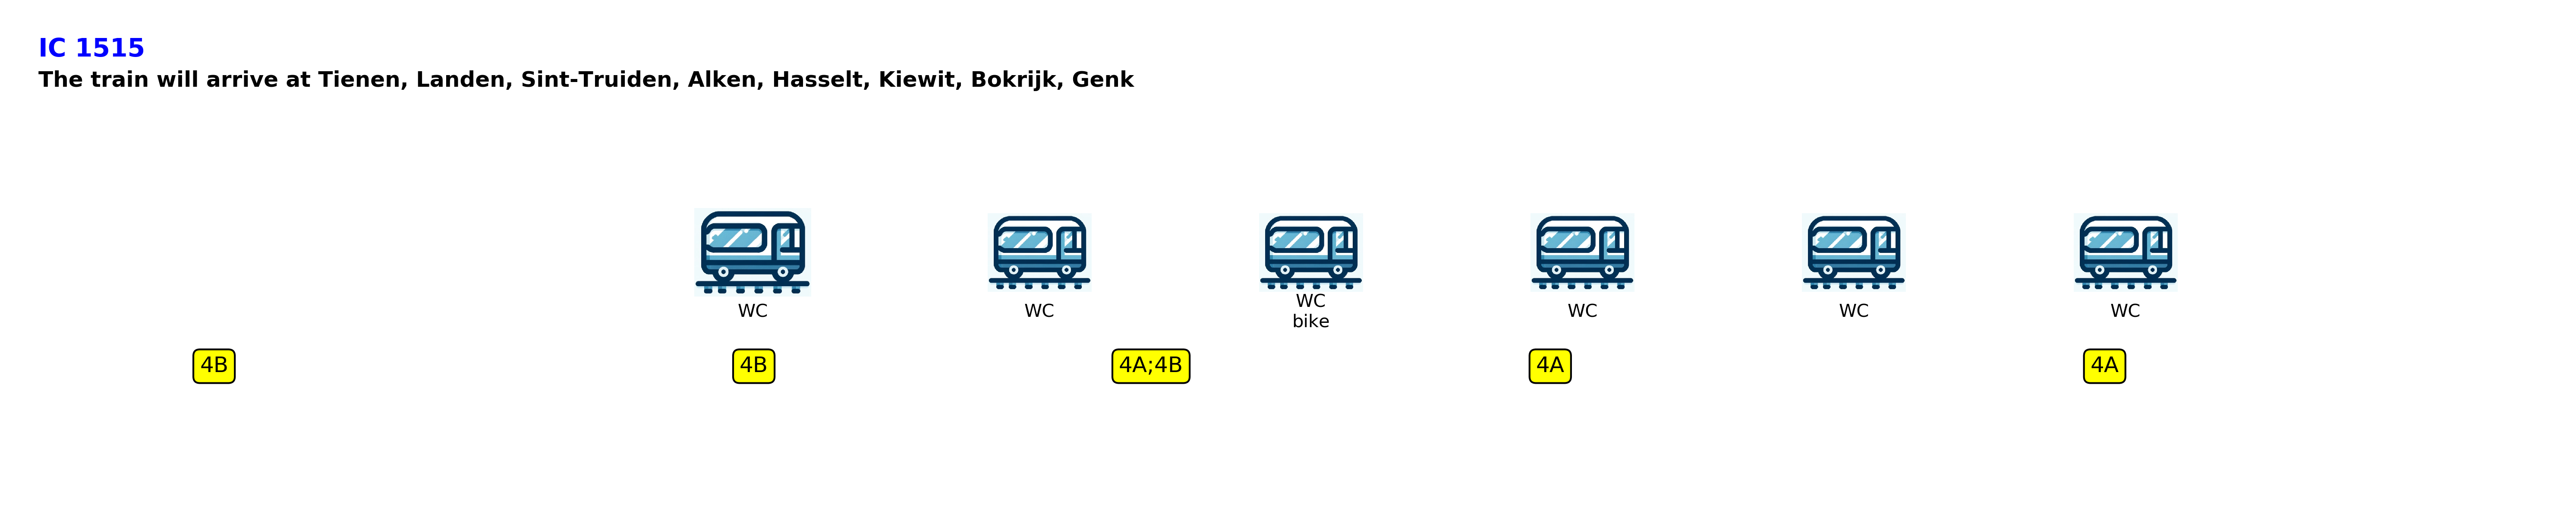 IC 1515
The train will arrive at Tienen, Landen, Sint-Truiden, Alken, Hasselt, Kiewit, Bokrijk, Genk
WC WC WC WC WC WC
bike
4B 4B 4A;4B 4A 4A